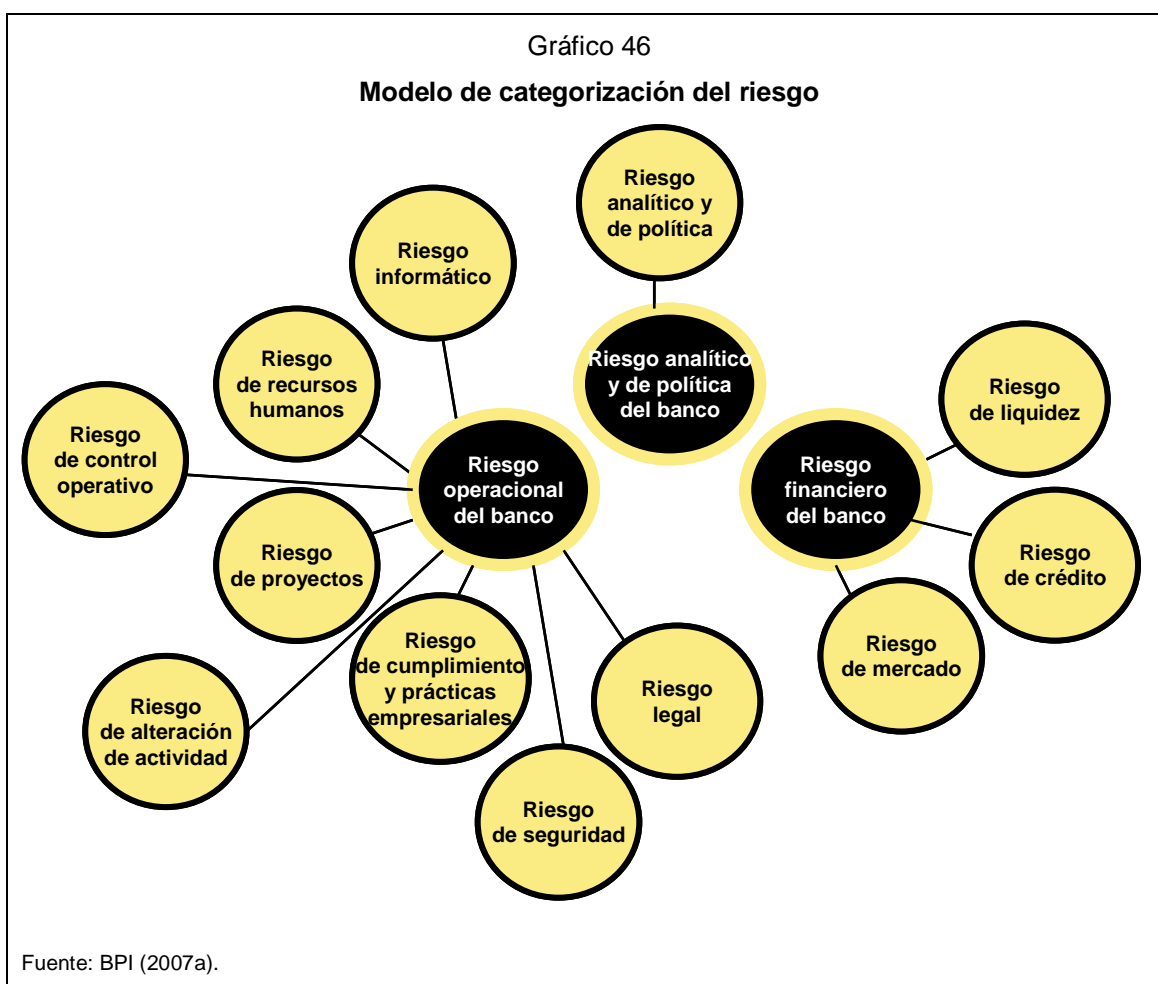 Gráfico 46
Modelo de categorización del riesgo
Riesgo
analítico y
de política
Riesgo
informático
Riesgo analítico
y de política
del banco
Riesgo
de recursos
humanos
Riesgo
de liquidez
Riesgo
de control
operativo
Riesgo
operacional
del banco
Riesgo
financiero
del banco
Riesgo
de proyectos
Riesgo
de crédito
Riesgo
de cumplimiento
y prácticas
empresariales
Riesgo
de mercado
Riesgo
legal
Riesgo
de alteración
de actividad
Riesgo
de seguridad
Fuente: BPI (2007a).